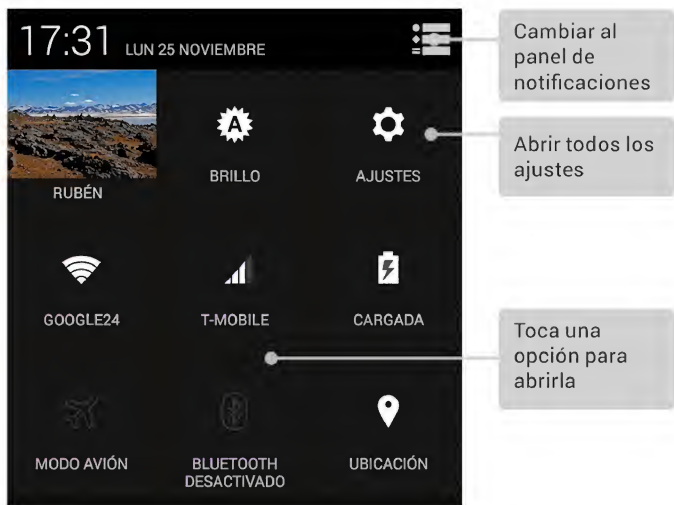 17:31 LUN 25 NOVIEMBRE
Cambiar al
panel de
notificaciones
RUBÉN
BRILLO
AJUSTES
Abrir todos los
ajustes
GOOGLE24
T-MOBILE
CARGADA
Toca una
opción para
abrirla
MODO AVIÓN
BLUETOOTH
DESACTIVADO
UBICACIÓN